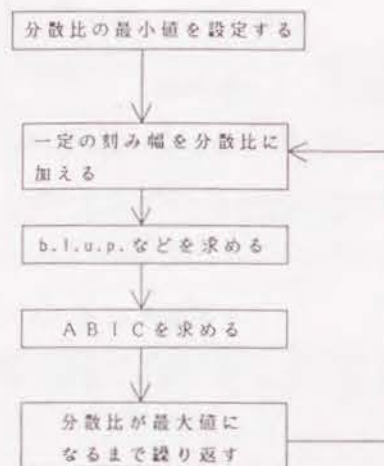 分散比の最小値を設定する
一定の刻み幅を分散比に
加える
b.l.u.p.などを求める
ABICを求める
分散比が最大値に
なるまで繰り返す